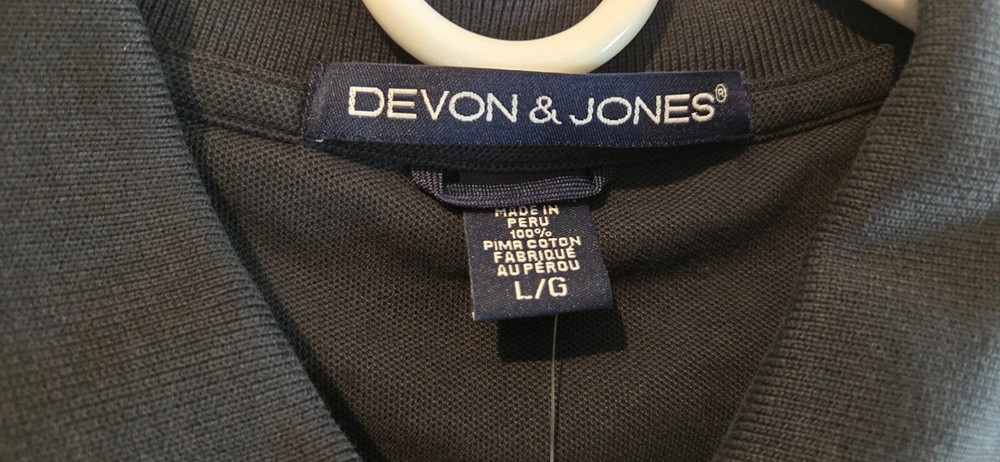 DEVON & JONES®
MADE IN
PERU
100%
PIMA COTON
FABRIQUÉ
AU PÉROU
L/G